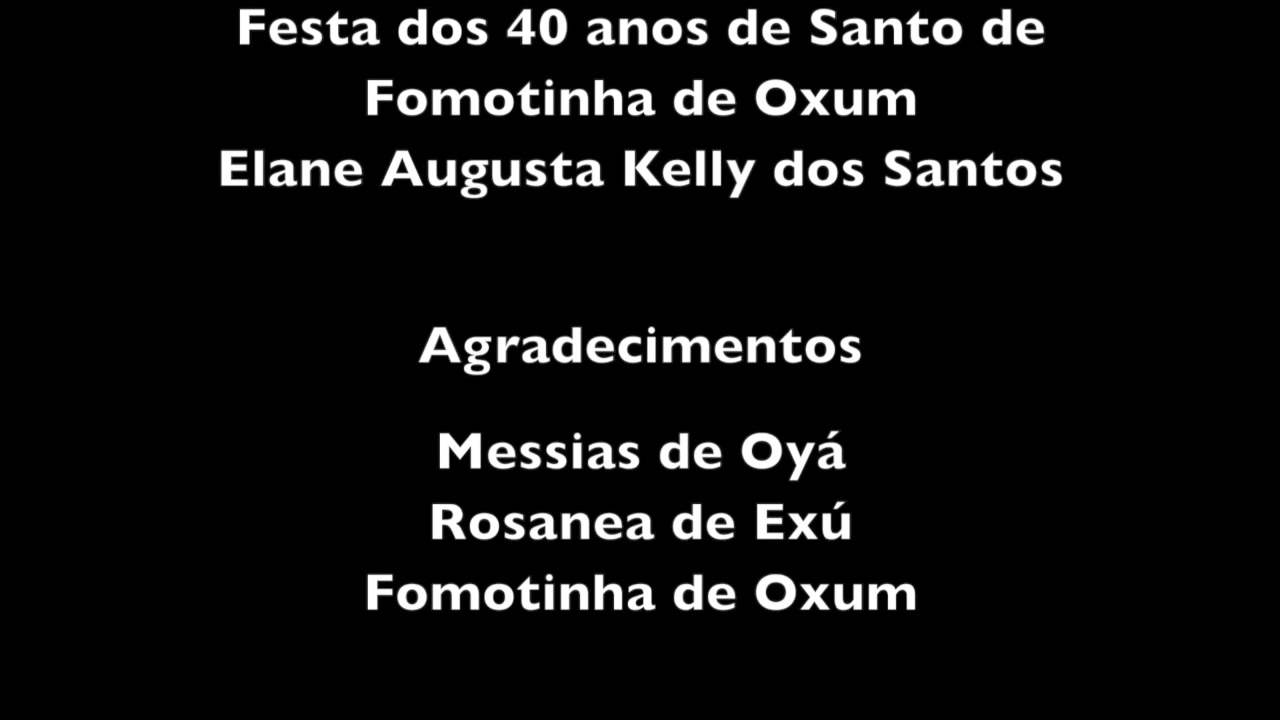 Festa dos 40 anos de Santo de
Fomotinha de Oxum
Elane Augusta Kelly dos Santos
Agradecimentos
Messias de Oyá
Rosanea de Exú
Fomotinha de Oxum